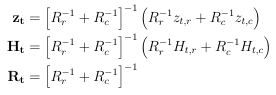 z_t = [R_r^{-1} + R_c^{-1}]^{-1} (R_r^{-1} z_{t,r} + R_c^{-1} z_{t,c})
H_t = [R_r^{-1} + R_c^{-1}]^{-1} (R_r^{-1} H_{t,r} + R_c^{-1} H_{t,c})
R_t = [R_r^{-1} + R_c^{-1}]^{-1}